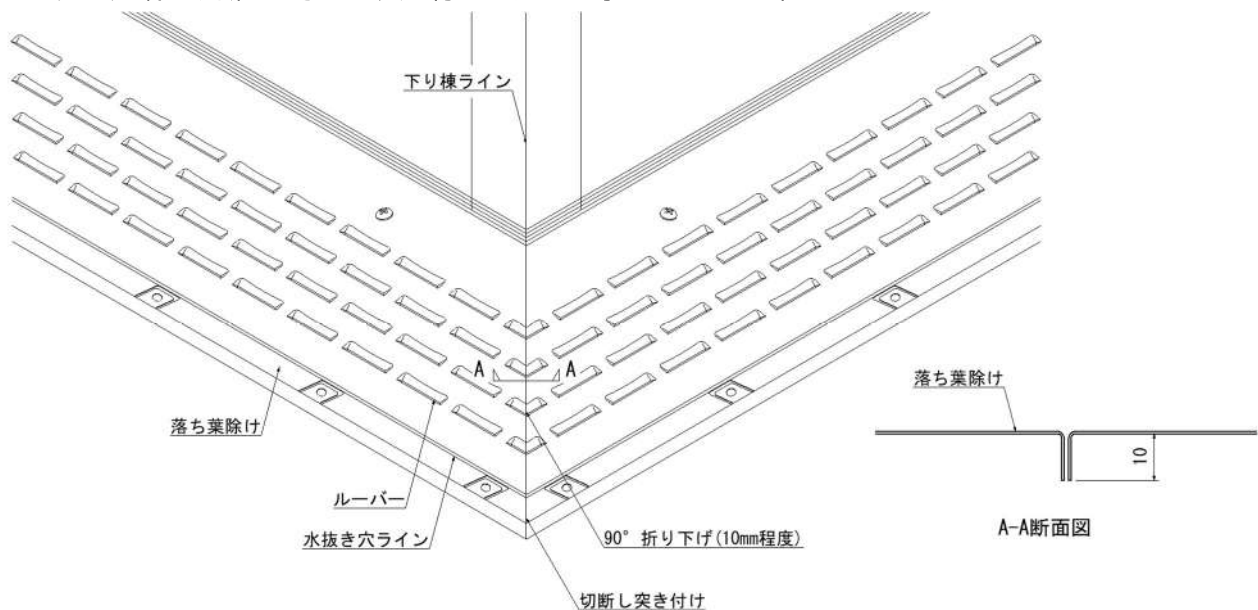 下り棟ライン
A
A
落ち葉除け
ルーバー
水抜き穴ライン
90°折り下げ(10mm程度)
切断し突き付け
落ち葉除け
10
A-A断面図